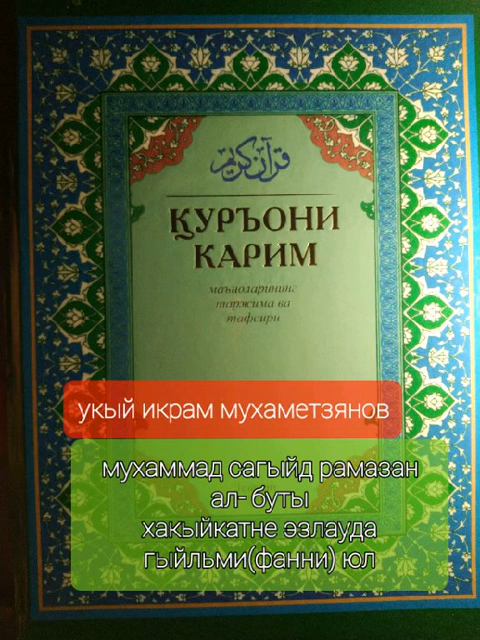 قرآن كريم
ҚУРЪОНИ
КАРИМ
маъноларининг
таржима ва
тафсири
укый икрам мухаметзянов
мухаммад сагыйд рамазан
ал- буты
хакыйкатне эзлауда
гыйльми(фанни) юл